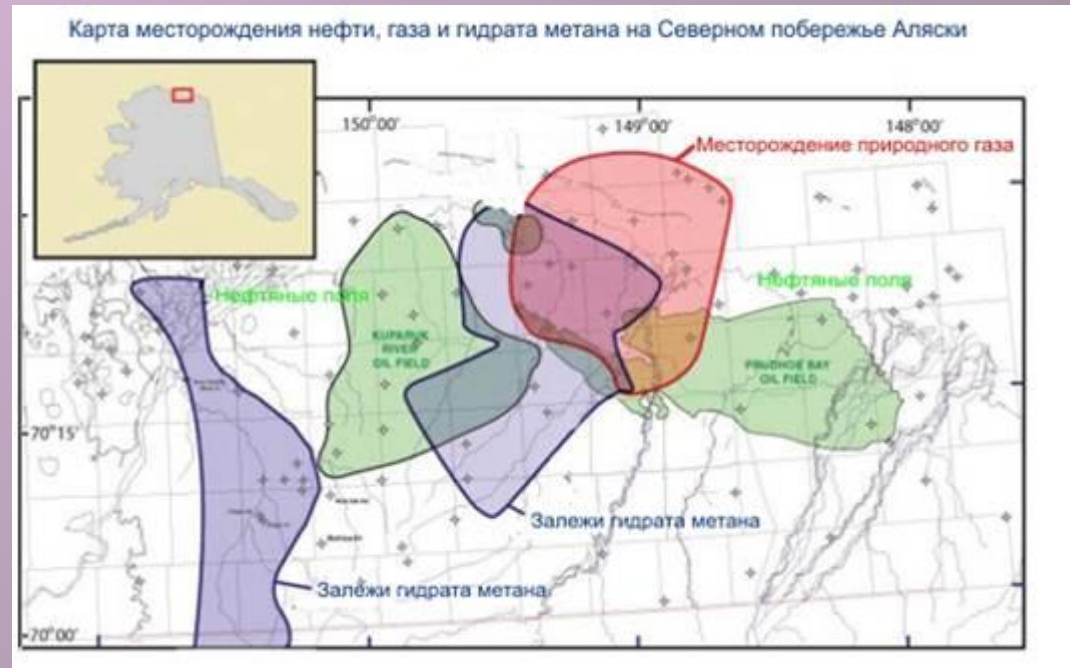 Карта месторождения нефти, газа и гидрата метана на Северном побережье Аляски
150°00'
149°00'
148°00'
Месторождение природного газа
Нефтяные поля
Нефтяные поля
KUPARUK
RIVER
OIL FIELD
PRUDHOE BAY
OIL FIELD
70°15'
Залежи гидрата метана
Залежи гидрата метана
70°00'